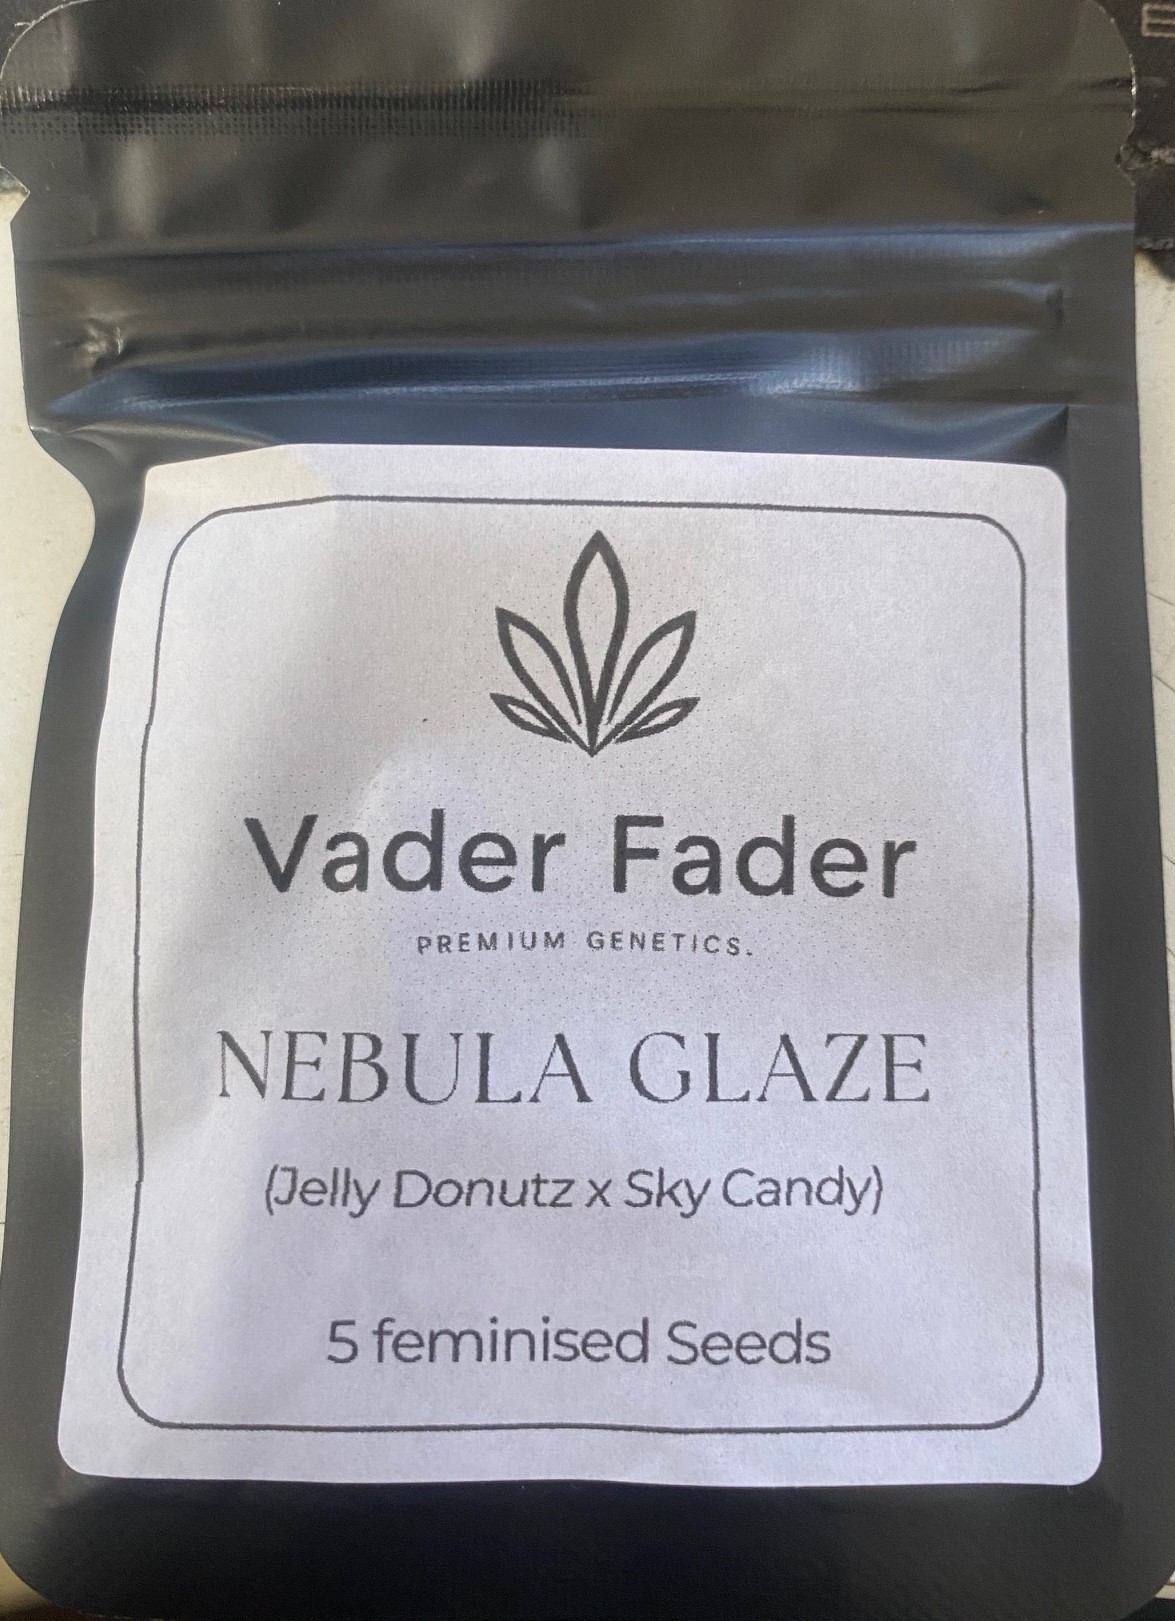 Vader Fader
PREMIUM GENETICS.
NEBULA GLAZE
(Jelly Donutz x Sky Candy)
5 feminised Seeds